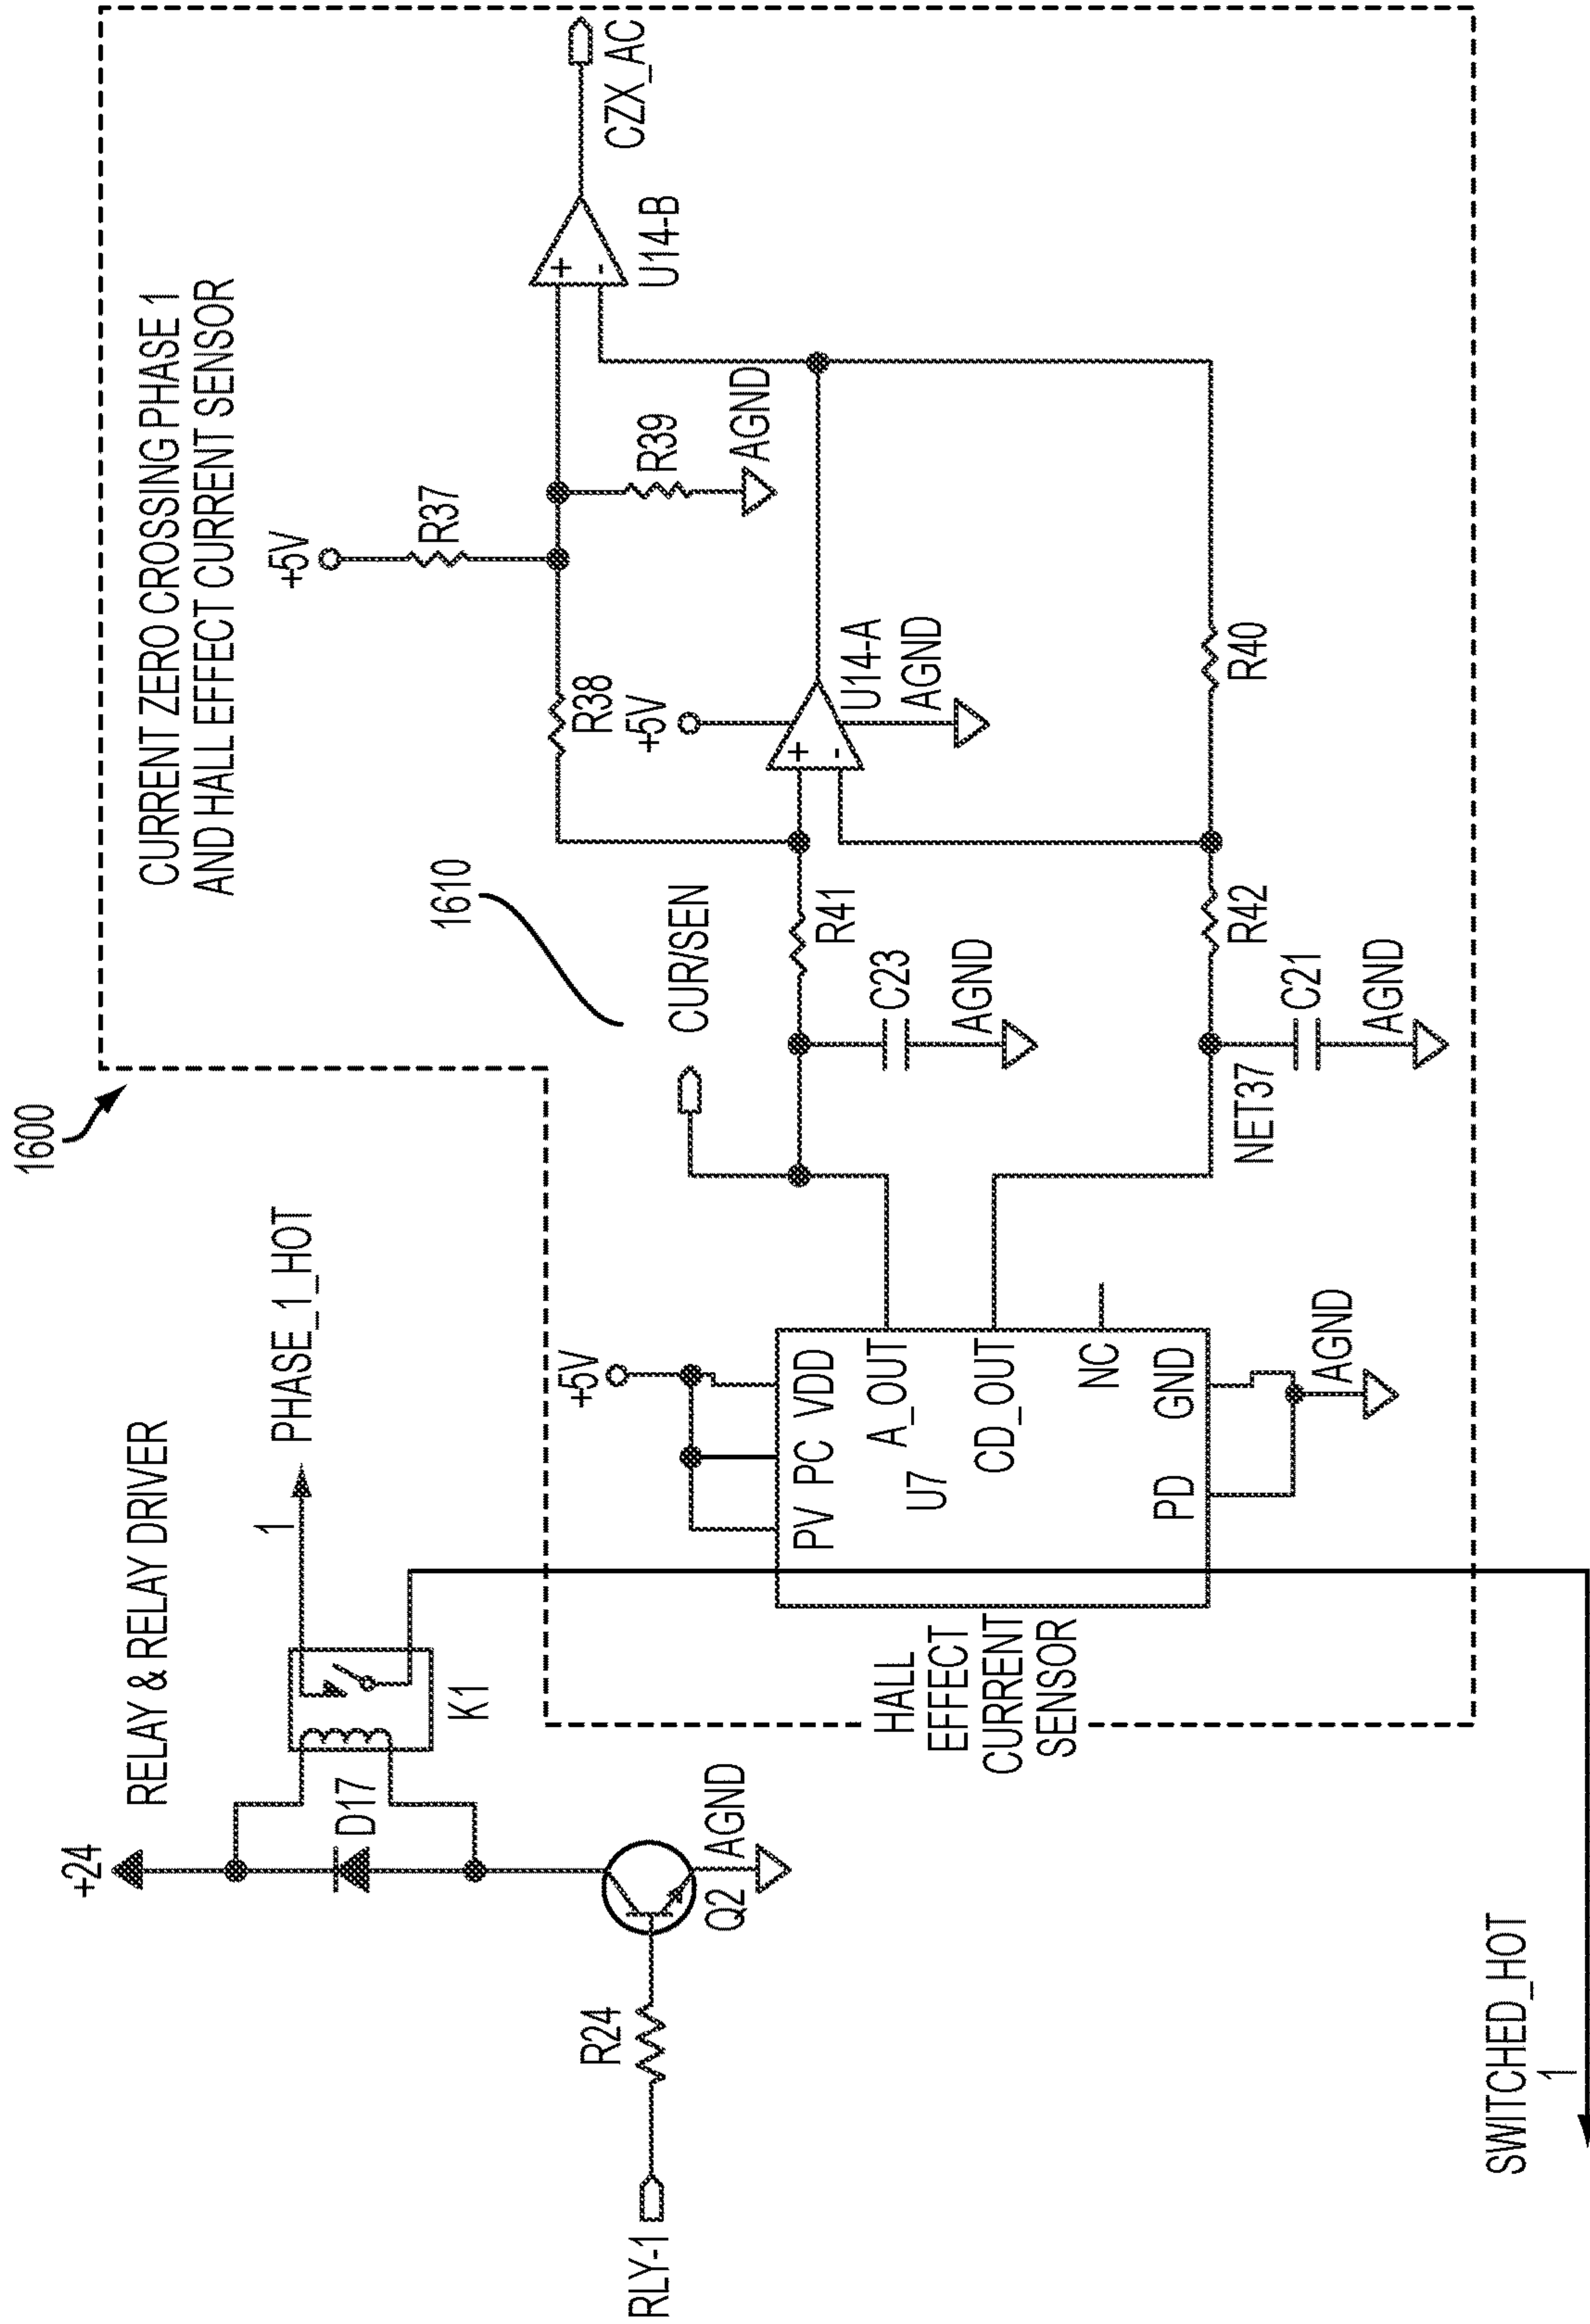 1600
RELAY & RELAY DRIVER
+24
D17
K1
1
PHASE_1_HOT
RLY-1
R24
Q2
AGND
SWITCHED_HOT
1
CURRENT ZERO CROSSING PHASE 1
AND HALL EFFECT CURRENT SENSOR
1610
HALL
EFFECT
CURRENT
SENSOR
+5V
PV PC VDD
A_OUT
U7
CD_OUT
NC
PD GND
AGND
CUR/SEN
R41
C23
AGND
NET37
C21
AGND
R42
R40
R38
+5V
+
-
U14-A
AGND
+5V
R37
R39
AGND
+
-
U14-B
CZX_AC